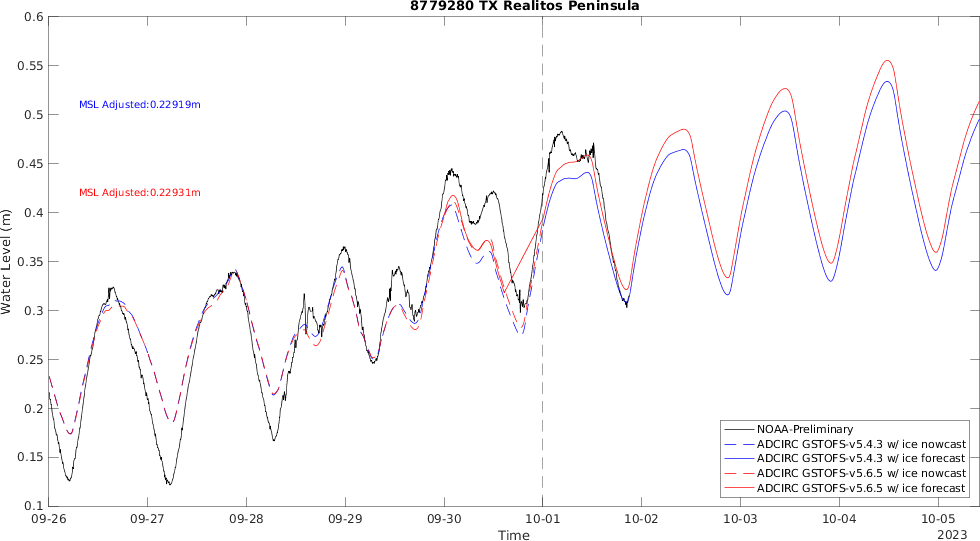 8779280 TX Realitos Peninsula
0.6
0.55
0.5
0.45
0.4
0.35
0.3
0.25
0.2
0.15
0.1
Water Level (m)
MSL Adjusted:0.22919m
MSL Adjusted:0.22931m
NOAA-Preliminary
ADCIRC GSTOFS-v5.4.3 w/ ice nowcast
ADCIRC GSTOFS-v5.4.3 w/ ice forecast
ADCIRC GSTOFS-v5.6.5 w/ ice nowcast
ADCIRC GSTOFS-v5.6.5 w/ ice forecast
09-26 09-27 09-28 09-29 09-30 10-01 10-02 10-03 10-04 10-05
Time
2023